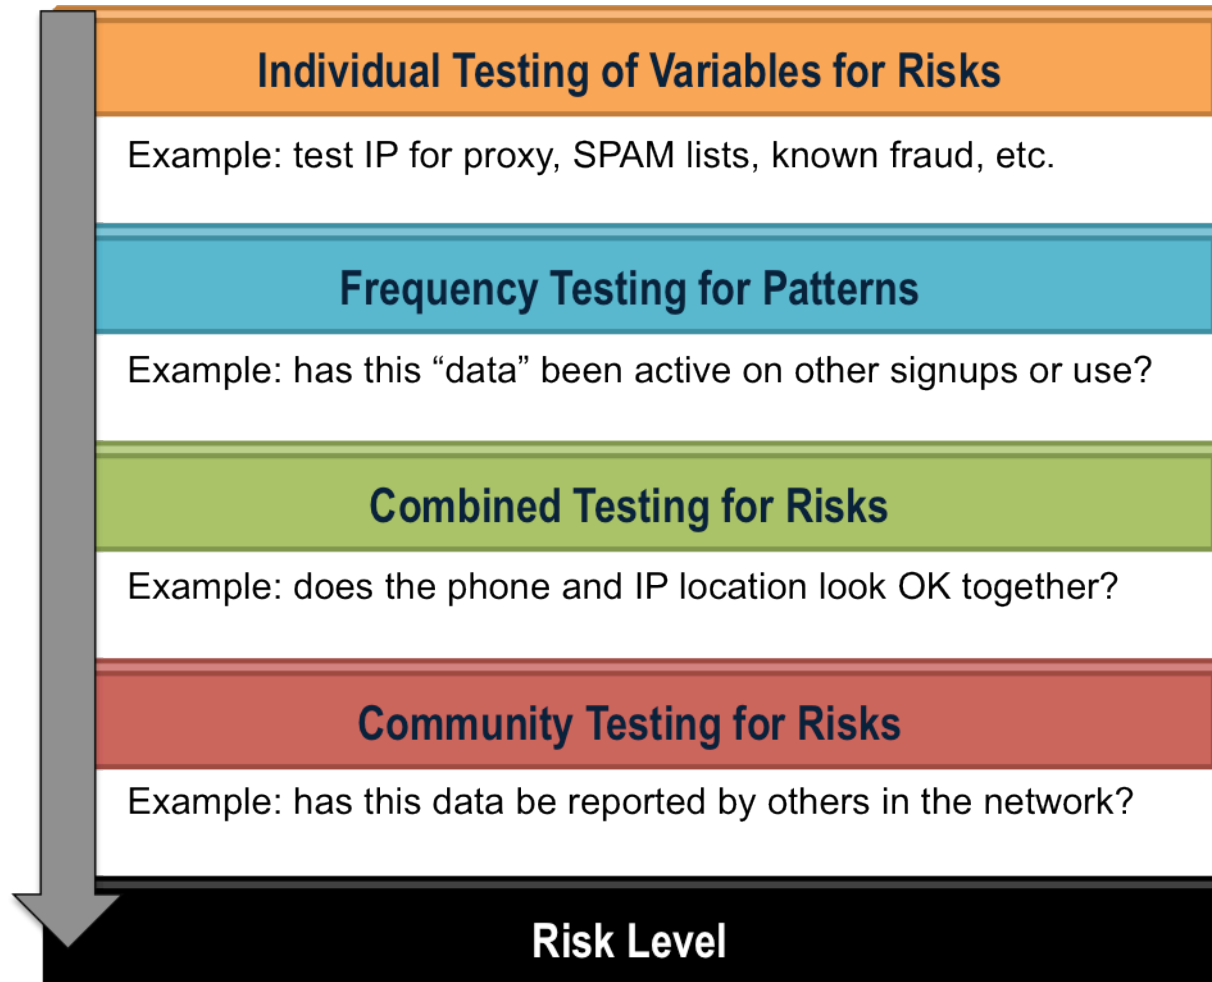 Individual Testing of Variables for Risks
Example: test IP for proxy, SPAM lists, known fraud, etc.
Frequency Testing for Patterns
Example: has this “data” been active on other signups or use?
Combined Testing for Risks
Example: does the phone and IP location look OK together?
Community Testing for Risks
Example: has this data be reported by others in the network?
Risk Level